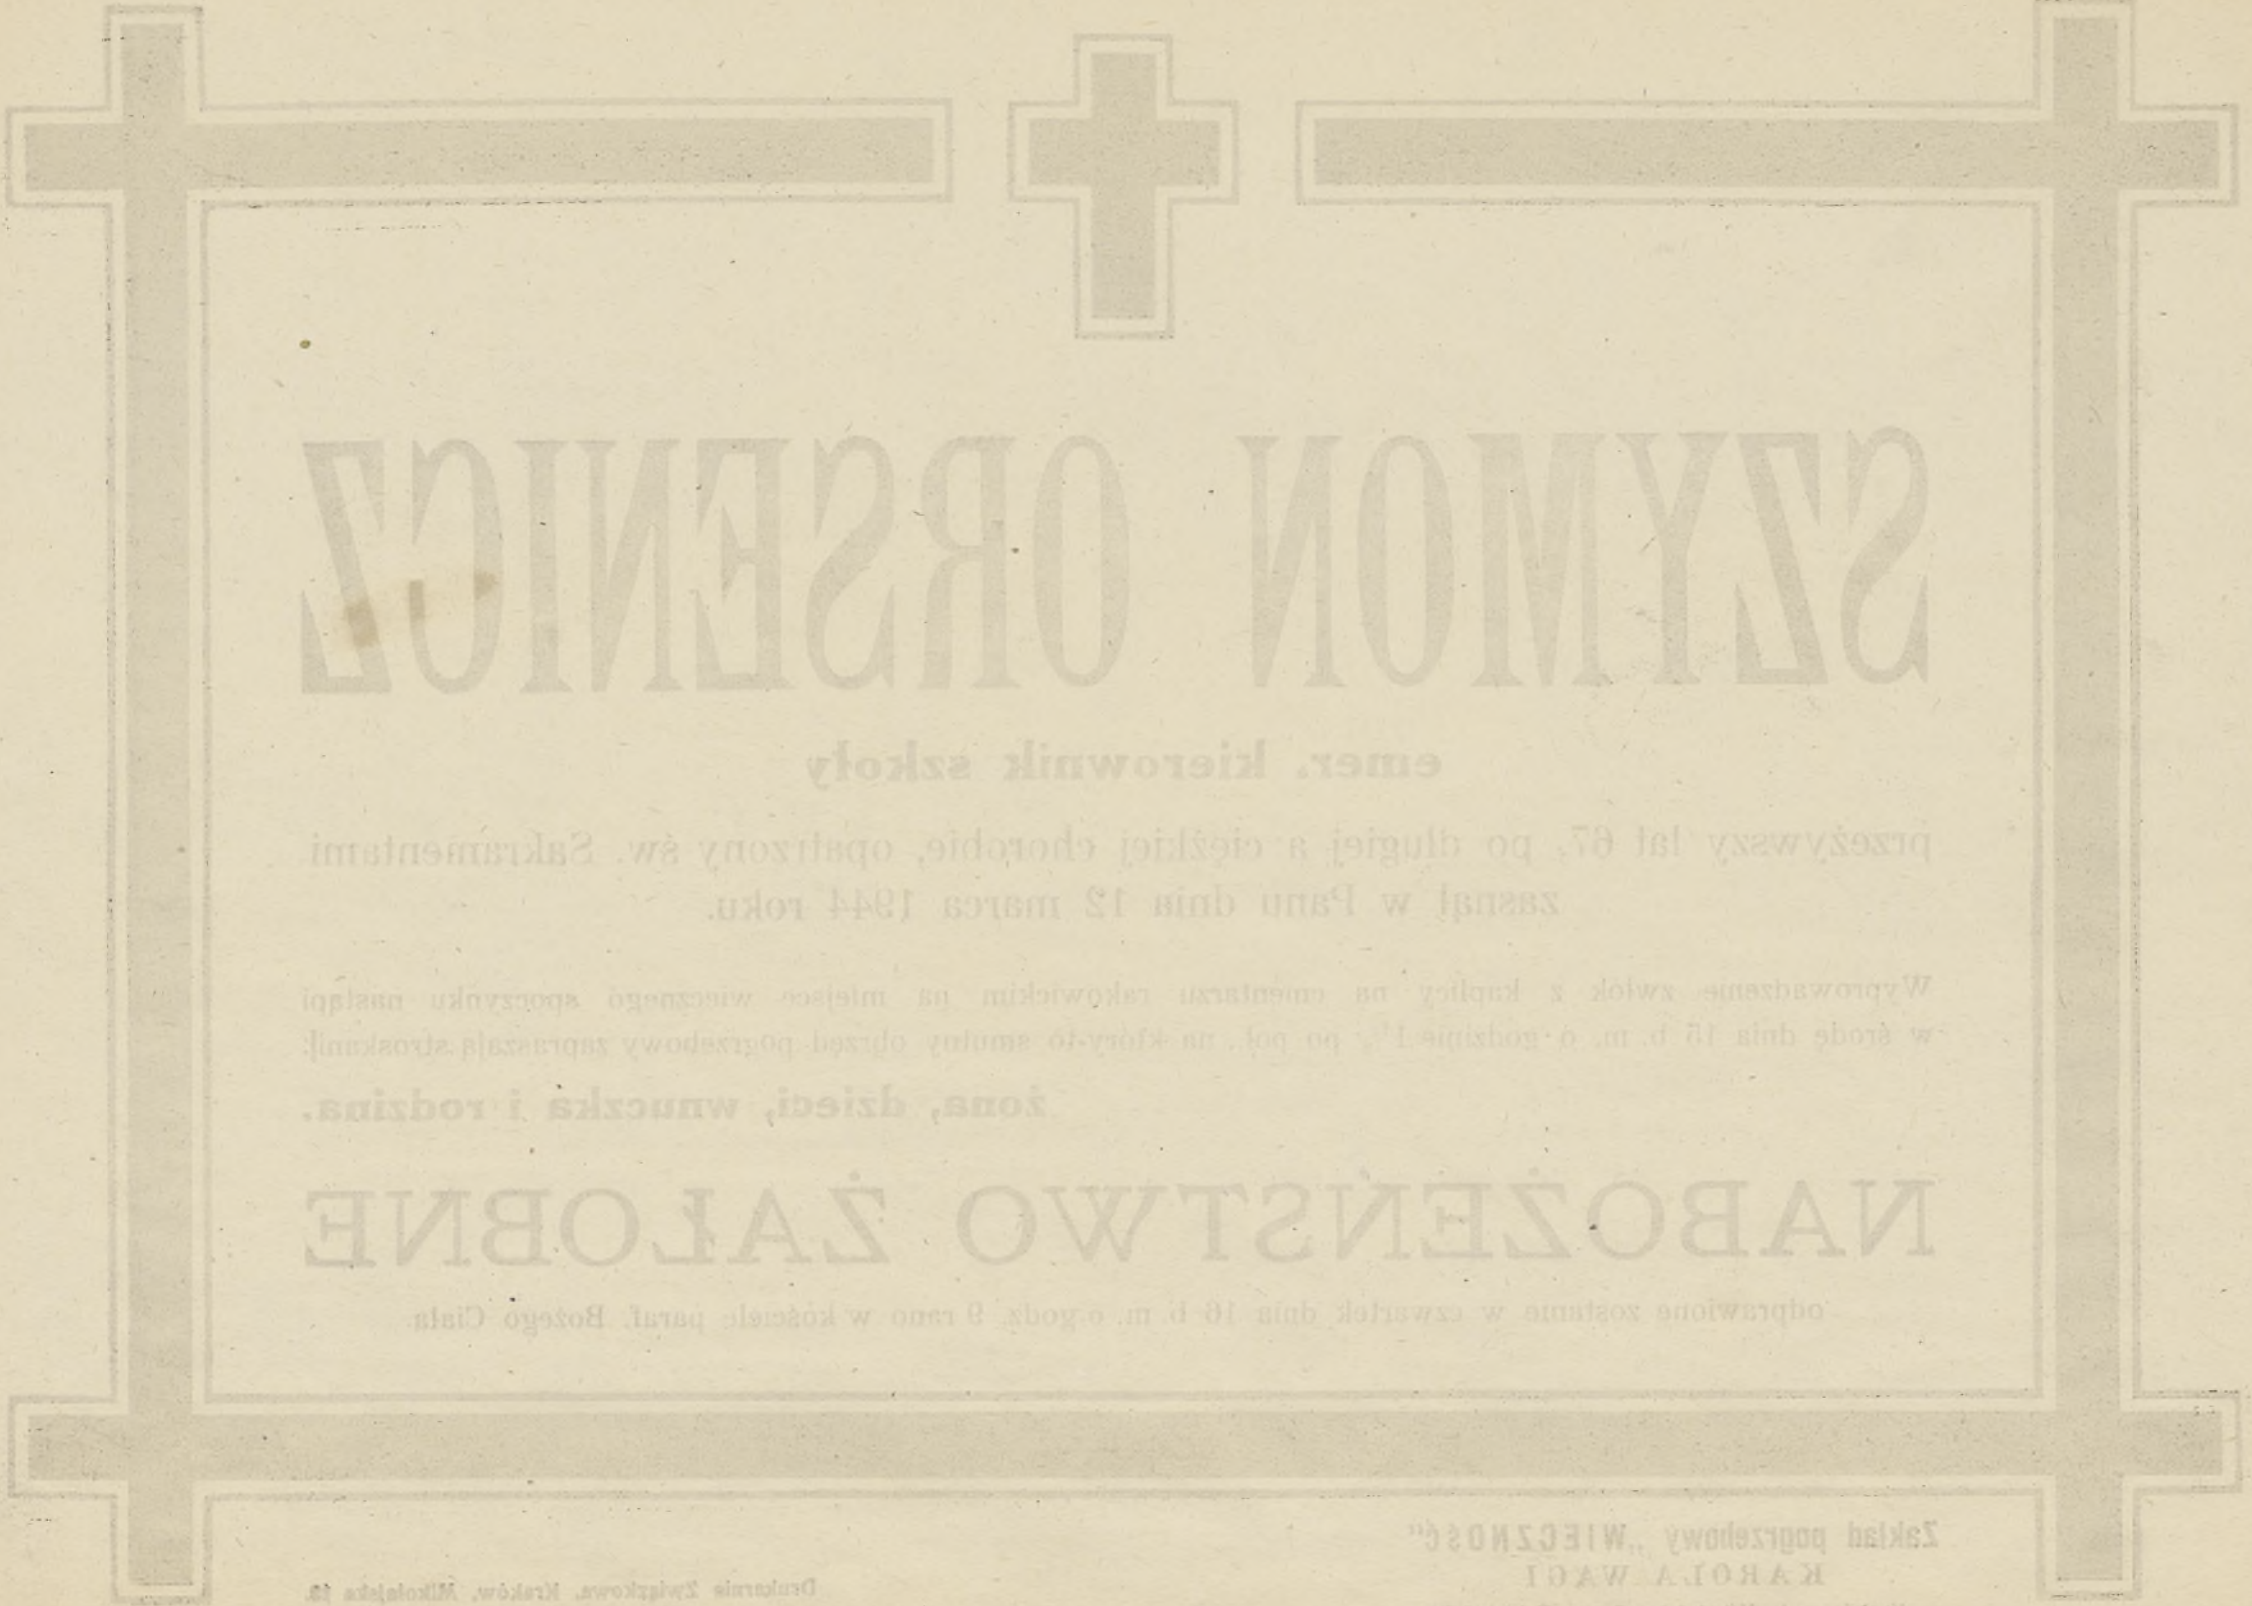 SZYMON ORSENICZ
emer. kierownik szkoły
przeżywszy lat 67, po długiej a ciężkiej chorobie, opatrzony św. Sakramentami
zasnął w Panu dnia 12 marca 1944 roku.
Wyprowadzenie zwłok z kaplicy na cmentarzu rakowickim na miejsce wiecznego spoczynku nastąpi
w środę dnia 15 b. m. o godzinie po poł., na który-to smutny obrzęd pogrzebowy zapraszają stroskani:
żona, dzieci, wnuczka i rodzina.
NABOŻEŃSTWO ŻAŁOBNE
odprawione zostanie w czwartek dnia 16 b. m. o godz. 9 rano w kościele paraf. Bożego Ciała
Zakład pogrzebowy „WIECZNOŚĆ"
KAROLA WAGI
Drukarnia Związkowa, Kraków, Mikołajska 13